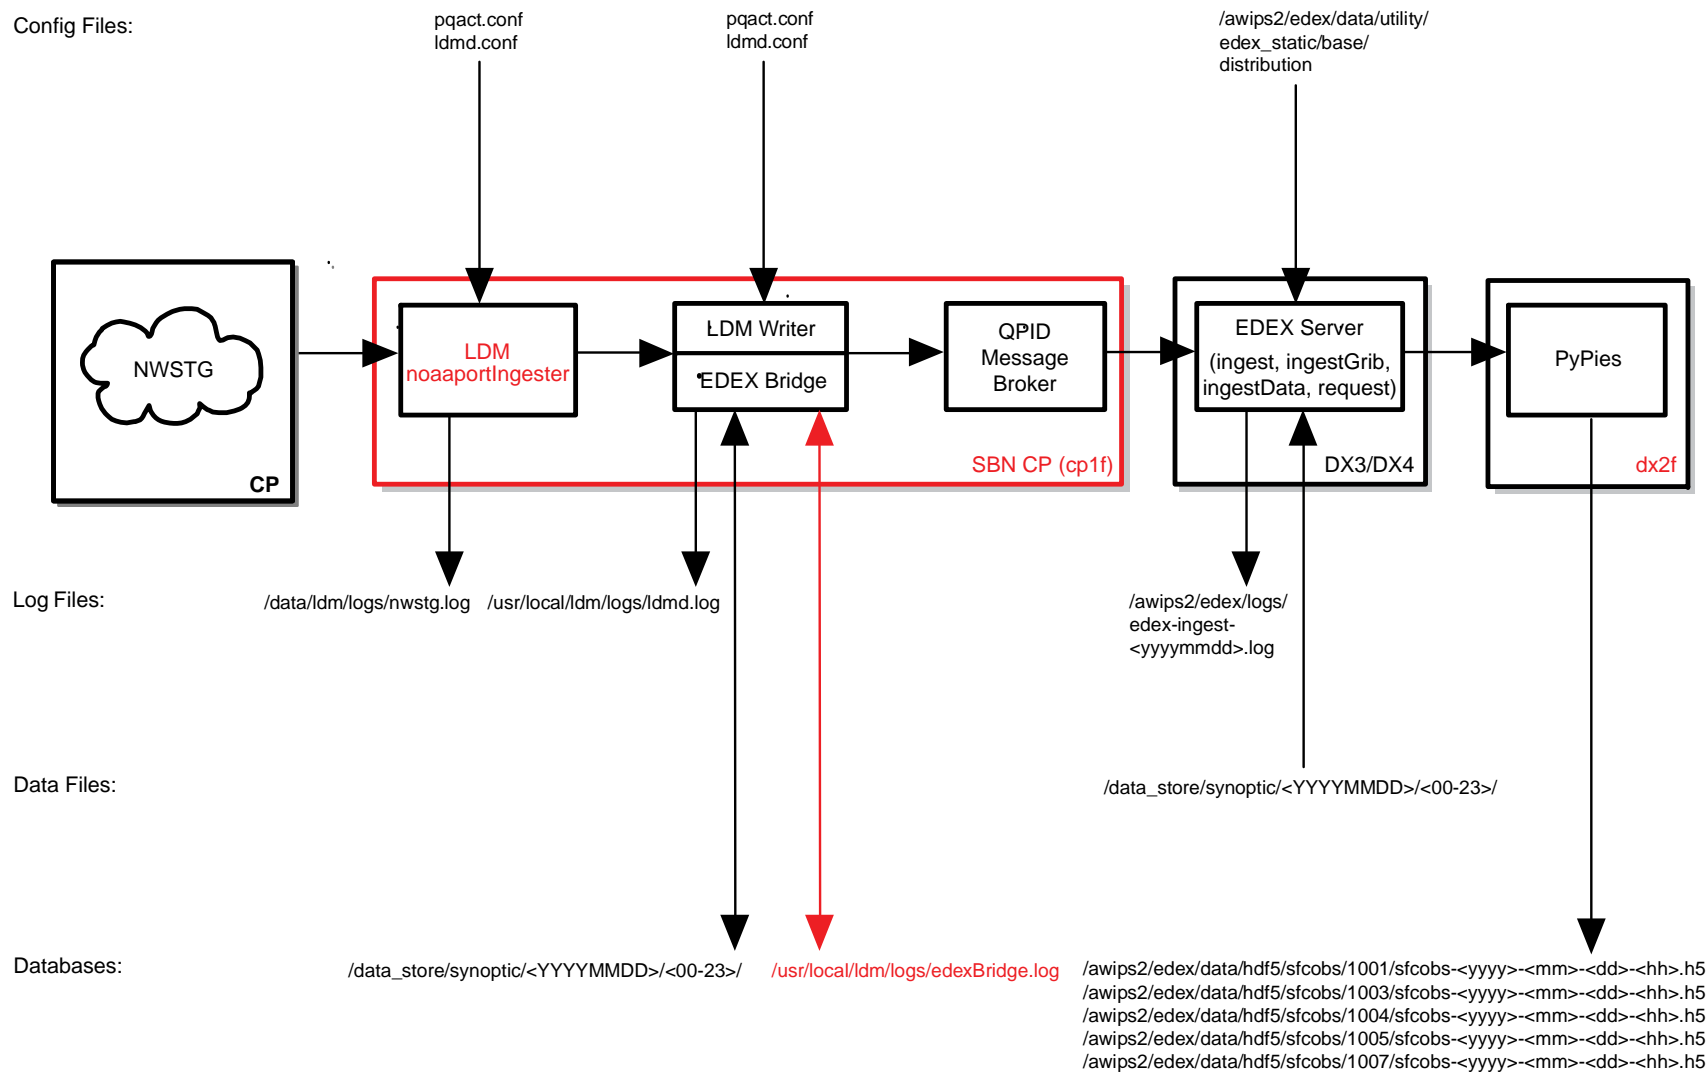 Config Files:
pqact.conf
ldmd.conf
pqact.conf
ldmd.conf
/awips2/edex/data/utility/
edex_static/base/
distribution
NWSTG
CP
LDM
noaaportIngester
LDM Writer
EDEX Bridge
QPID
Message
Broker
SBN CP (cp1f)
EDEX Server
(ingest, ingestGrib,
ingestData, request)
DX3/DX4
PyPies
dx2f
Log Files:
/data/ldm/logs/nwstg.log
/usr/local/ldm/logs/ldmd.log
/awips2/edex/logs/
edex-ingest-
<yyyymmdd>.log
Data Files:
/data_store/synoptic/<YYYYMMDD>/<00-23>/
Databases:
/data_store/synoptic/<YYYYMMDD>/<00-23>/
/usr/local/ldm/logs/edexBridge.log
/awips2/edex/data/hdf5/sfcobs/1001/sfcobs-<yyyy>-<mm>-<dd>-<hh>.h5
/awips2/edex/data/hdf5/sfcobs/1003/sfcobs-<yyyy>-<mm>-<dd>-<hh>.h5
/awips2/edex/data/hdf5/sfcobs/1004/sfcobs-<yyyy>-<mm>-<dd>-<hh>.h5
/awips2/edex/data/hdf5/sfcobs/1005/sfcobs-<yyyy>-<mm>-<dd>-<hh>.h5
/awips2/edex/data/hdf5/sfcobs/1007/sfcobs-<yyyy>-<mm>-<dd>-<hh>.h5